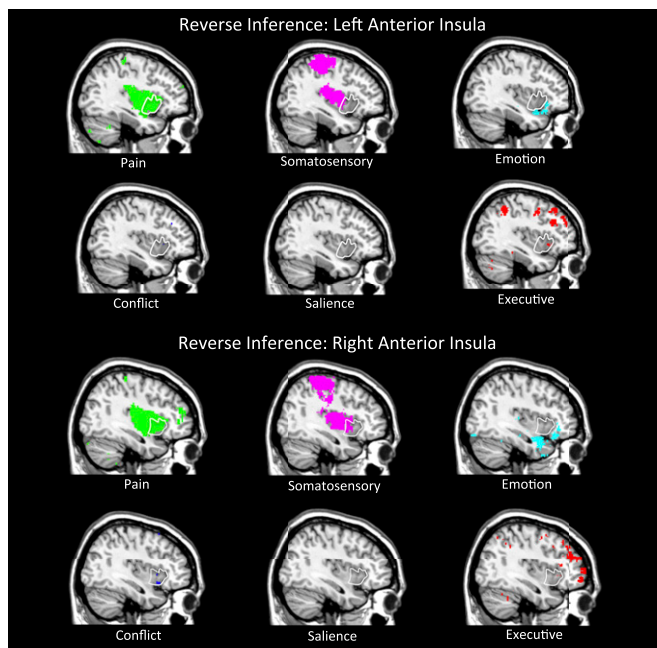 Reverse Inference: Left Anterior Insula
Pain
Somatosensory
Emotion
Conflict
Salience
Executive
Reverse Inference: Right Anterior Insula
Pain
Somatosensory
Emotion
Conflict
Salience
Executive